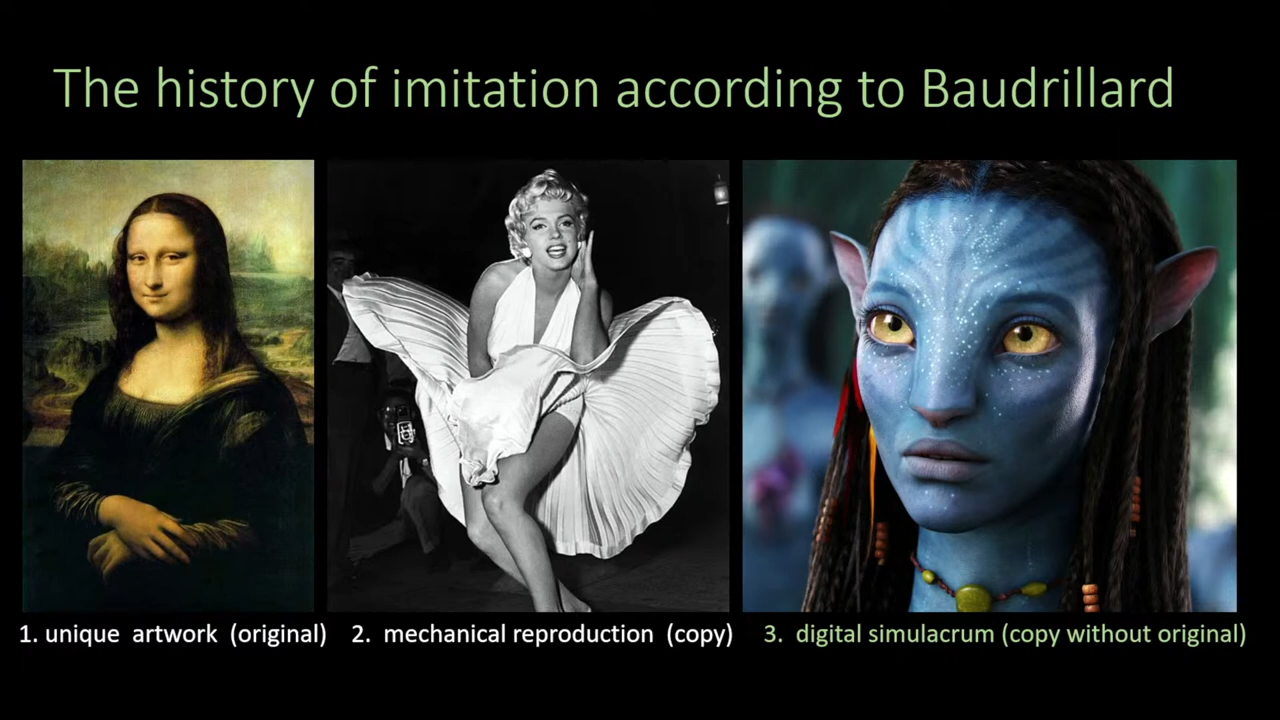 The history of imitation according to Baudrillard
1. unique artwork (original)
2. mechanical reproduction (copy)
3. digital simulacrum (copy without original)